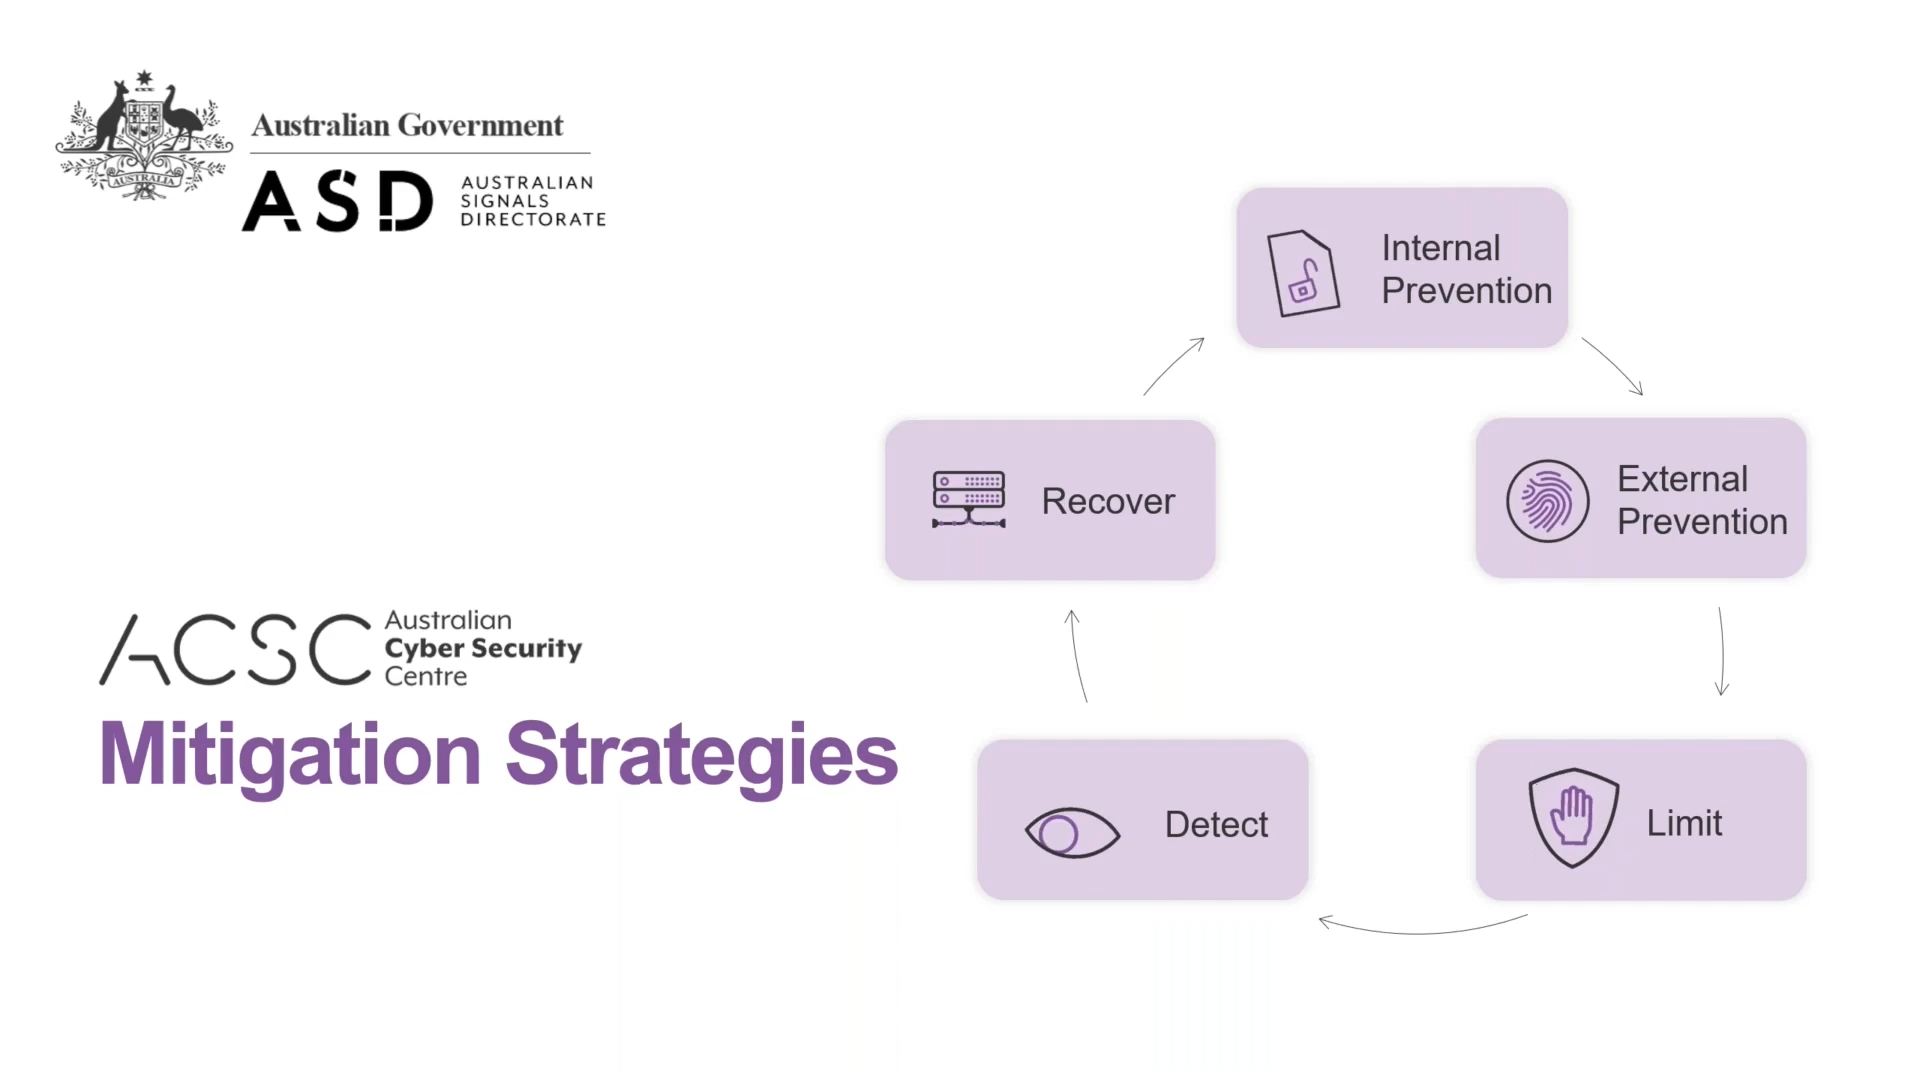 Australian Government
ASD
AUSTRALIAN
SIGNALS
DIRECTORATE
AUSTRALIA
ACSC
Australian
Cyber Security
Centre
Mitigation Strategies
Internal
Prevention
External
Prevention
Limit
Detect
Recover